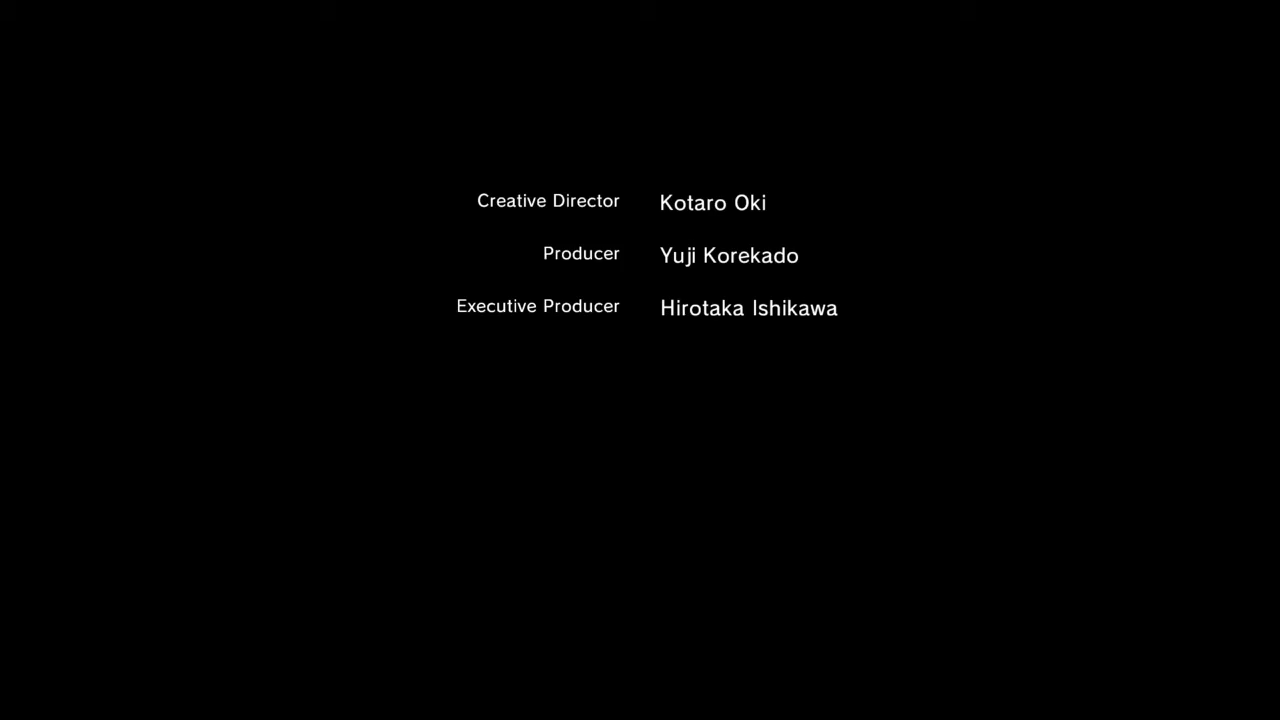 Creative Director Kotaro Oki
Producer Yuji Korekado
Executive Producer Hirotaka Ishikawa